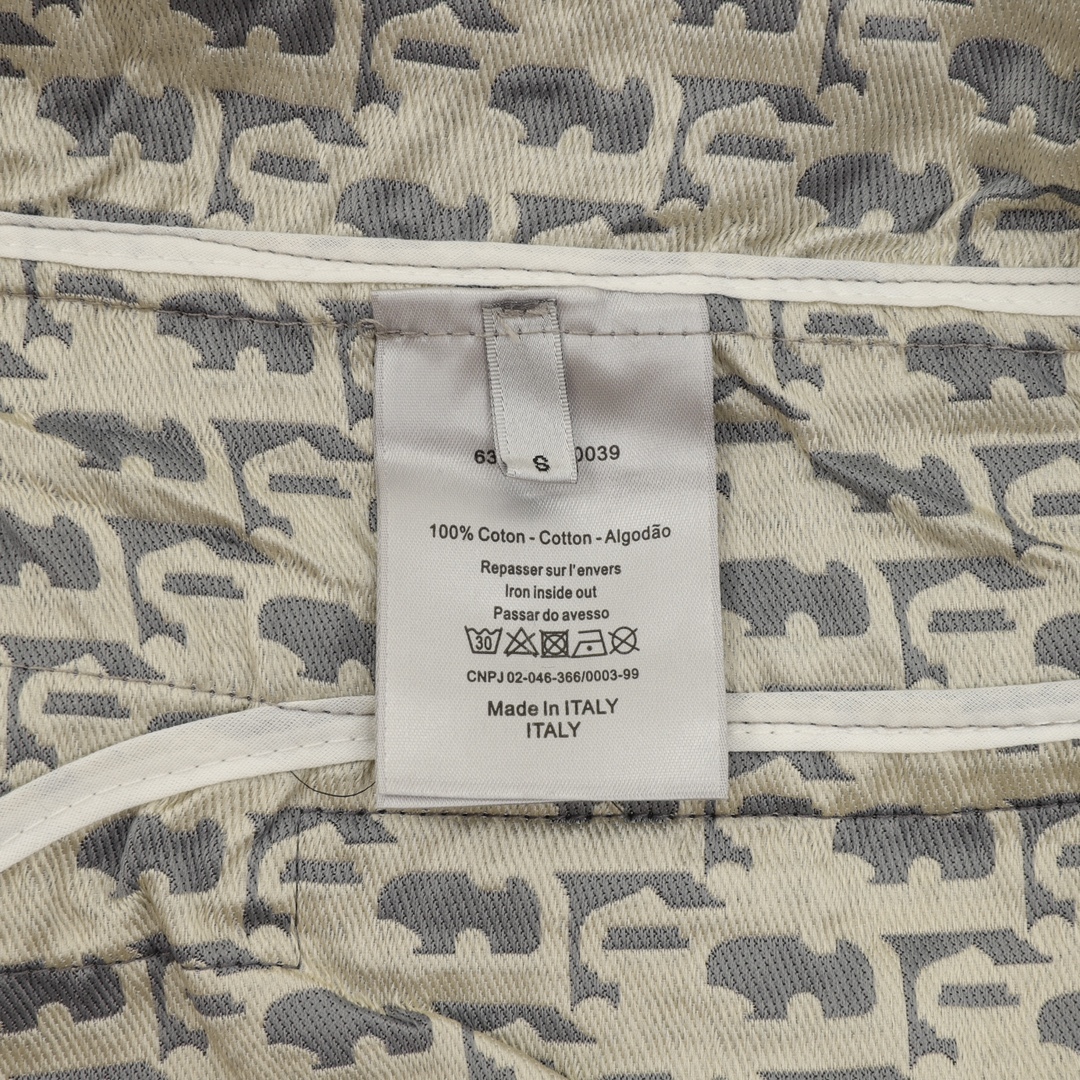 S
63 0039
100% Coton - Cotton - Algodão
Repasser sur l'envers
Iron inside out
Passar do avesso
30
CNPJ 02-046-366/0003-99
Made In ITALY
ITALY